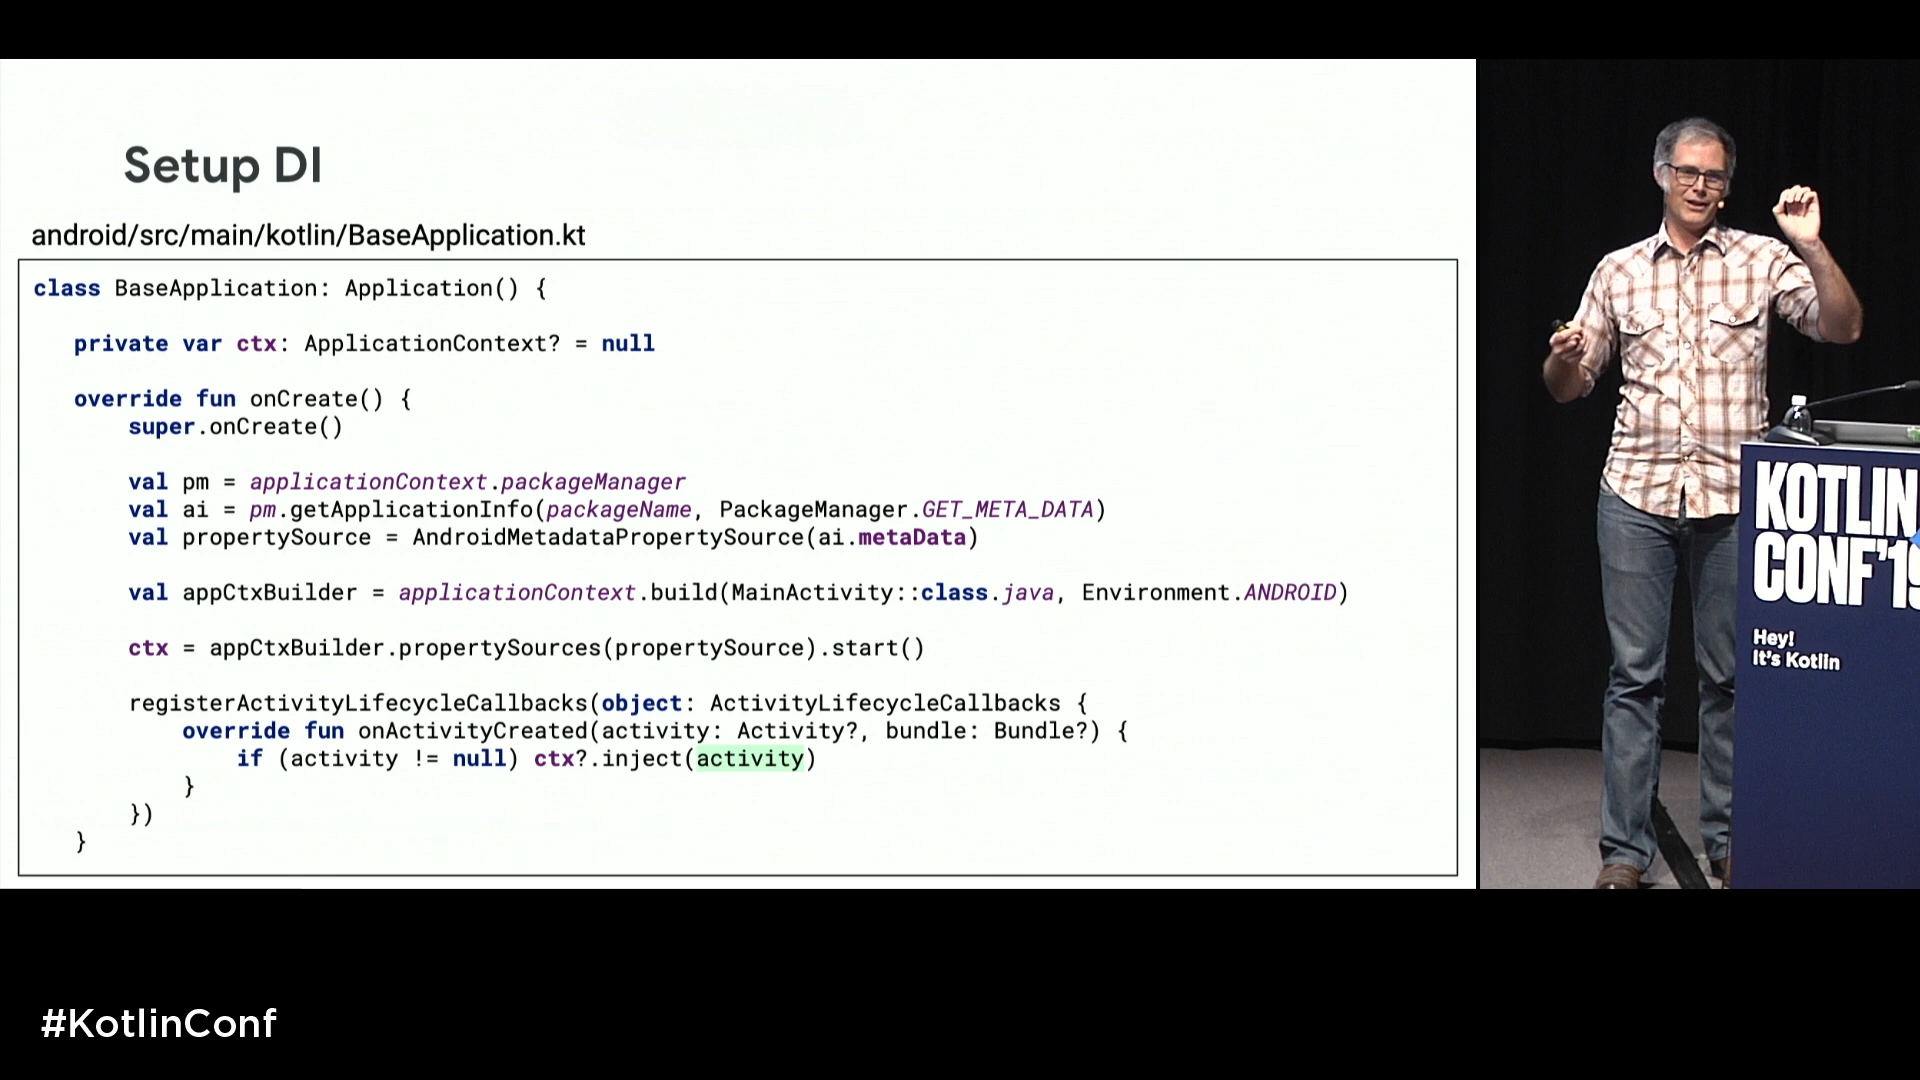 Setup DI
android/src/main/kotlin/BaseApplication.kt
class BaseApplication: Application() {
private var ctx: ApplicationContext? = null
override fun onCreate() {
super.onCreate()
val pm = applicationContext.packageManager
val ai = pm.getApplicationInfo(packageName, PackageManager.GET_META_DATA)
val propertySource = AndroidMetadataPropertySource(ai.metaData)
val appCtxBuilder = applicationContext.build(MainActivity::class.java, Environment.ANDROID)
ctx = appCtxBuilder.propertySources(propertySource).start()
registerActivityLifecycleCallbacks(object: ActivityLifecycleCallbacks {
override fun onActivityCreated(activity: Activity?, bundle: Bundle?) {
if (activity != null) ctx?.inject(activity)
}
})
}
KOTLIN
CONF'19
Hey!
It's Kotlin
#KotlinConf